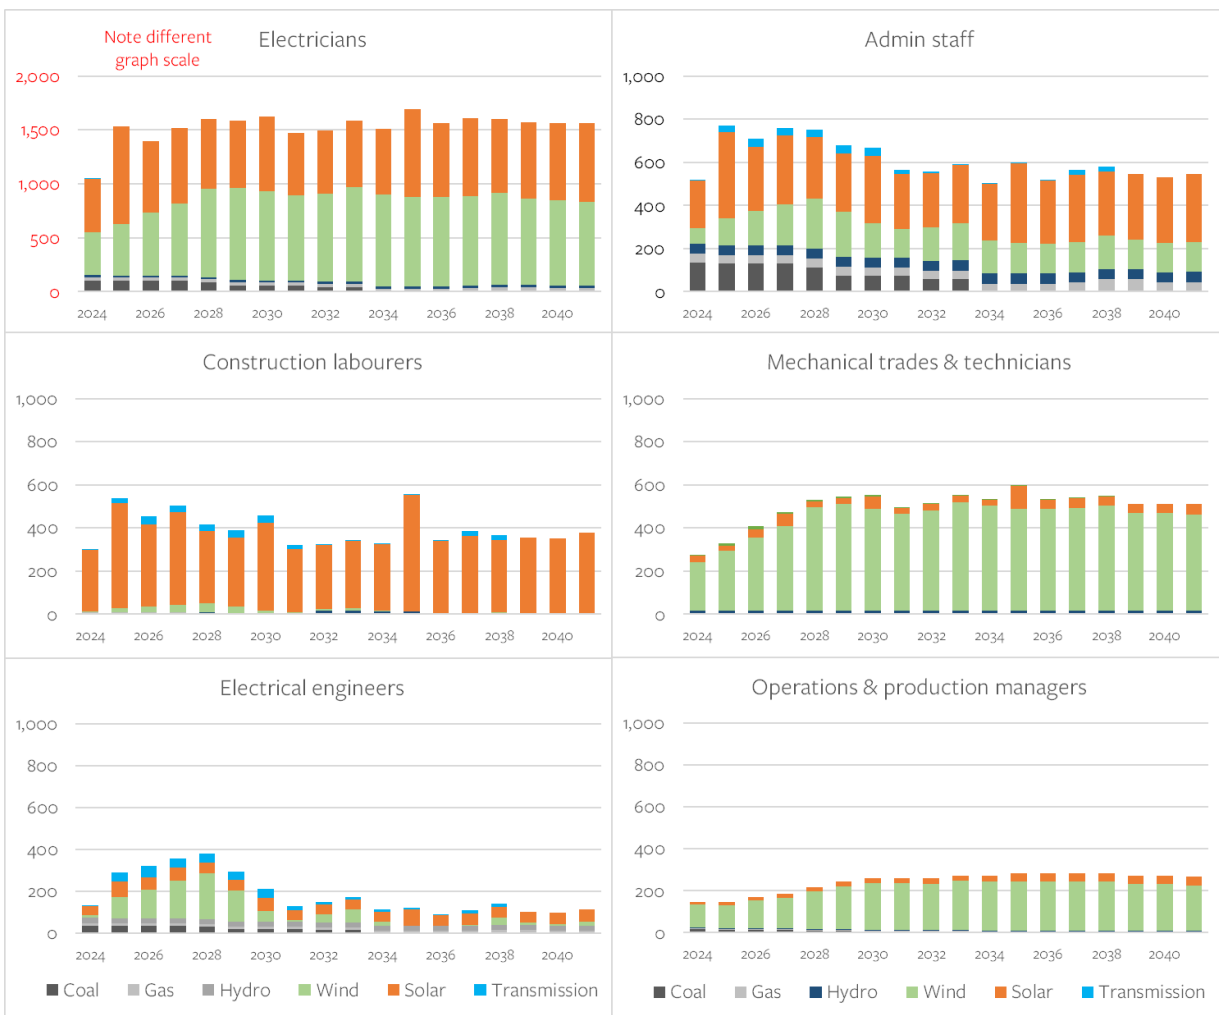 Note different
graph scale
Electricians
2,000
1,500
1,000
500
0
2024 2026 2028 2030 2032 2034 2036 2038 2040
Admin staff
1,000
800
600
400
200
0
2024 2026 2028 2030 2032 2034 2036 2038 2040
Construction labourers
1,000
800
600
400
200
0
2024 2026 2028 2030 2032 2034 2036 2038 2040
Mechanical trades & technicians
1,000
800
600
400
200
0
2024 2026 2028 2030 2032 2034 2036 2038 2040
Electrical engineers
1,000
800
600
400
200
0
2024 2026 2028 2030 2032 2034 2036 2038 2040
Coal Gas Hydro Wind Solar Transmission
Operations & production managers
1,000
800
600
400
200
0
2024 2026 2028 2030 2032 2034 2036 2038 2040
Coal Gas Hydro Wind Solar Transmission